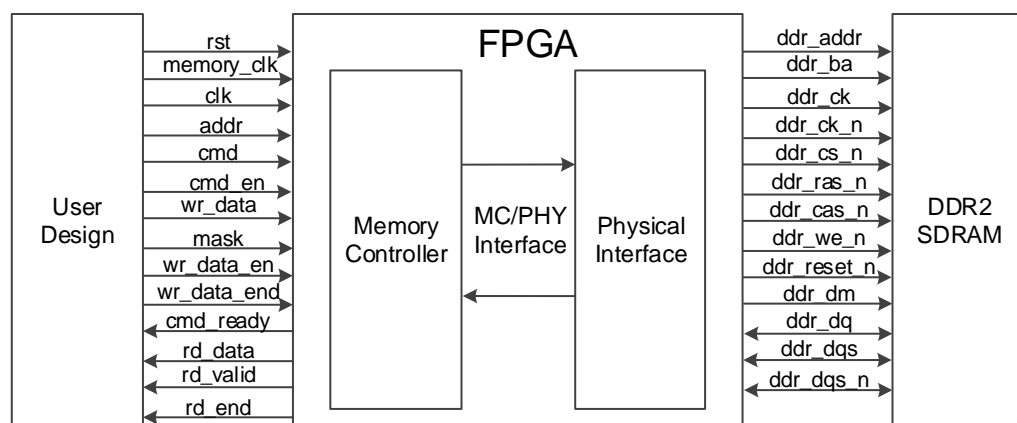 FPGA
User
Design
rst
memory_clk
clk
addr
cmd
cmd_en
wr_data
mask
wr_data_en
wr_data_end
cmd_ready
rd_data
rd_valid
rd_end
Memory
Controller
MC/PHY
Interface
Physical
Interface
ddr_addr
ddr_ba
ddr_ck
ddr_ck_n
ddr_cs_n
ddr_ras_n
ddr_cas_n
ddr_we_n
ddr_reset_n
ddr_dm
ddr_dq
ddr_dqs
ddr_dqs_n
DDR2
SDRAM